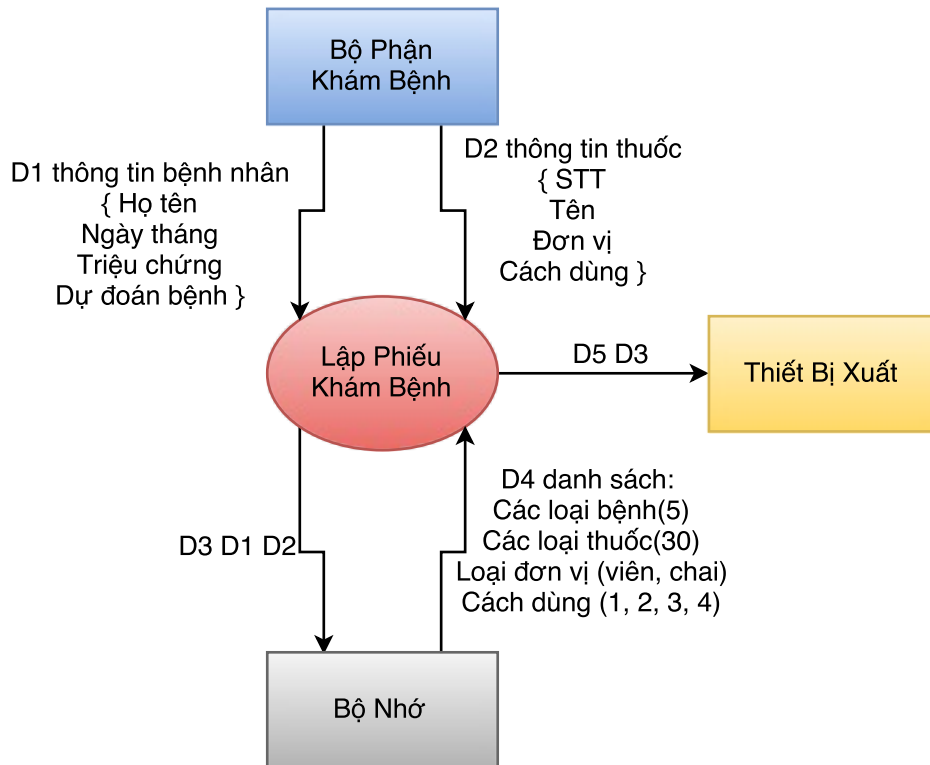 Bộ Phận
Khám Bệnh
D1 thông tin bệnh nhân
{ Họ tên
Ngày tháng
Triệu chứng
Dự đoán bệnh }
D2 thông tin thuốc
{ STT
Tên
Đơn vị
Cách dùng }
Lập Phiếu
Khám Bệnh
D5 D3
Thiết Bị Xuất
D3 D1 D2
D4 danh sách:
Các loại bệnh(5)
Các loại thuốc(30)
Loại đơn vị (viên, chai)
Cách dùng (1, 2, 3, 4)
Bộ Nhớ